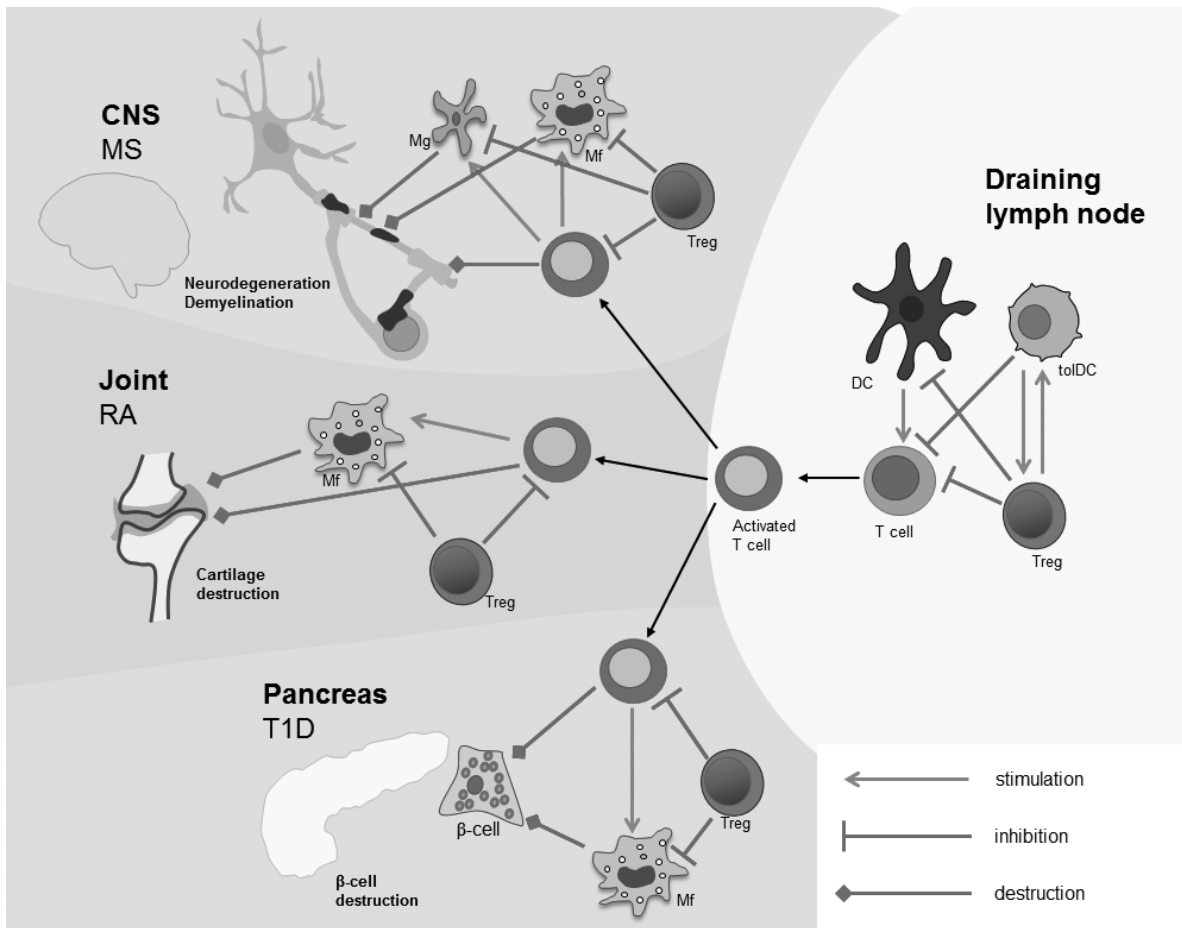 CNS
MS
Mg
Mf
Treg
Neurodegeneration
Demyelination
Draining
lymph node
DC
tolDC
T cell
Treg
Activated
T cell
Joint
RA
Mf
Treg
Cartilage
destruction
Pancreas
T1D
β-cell
Treg
Mf
β-cell
destruction
stimulation
inhibition
destruction